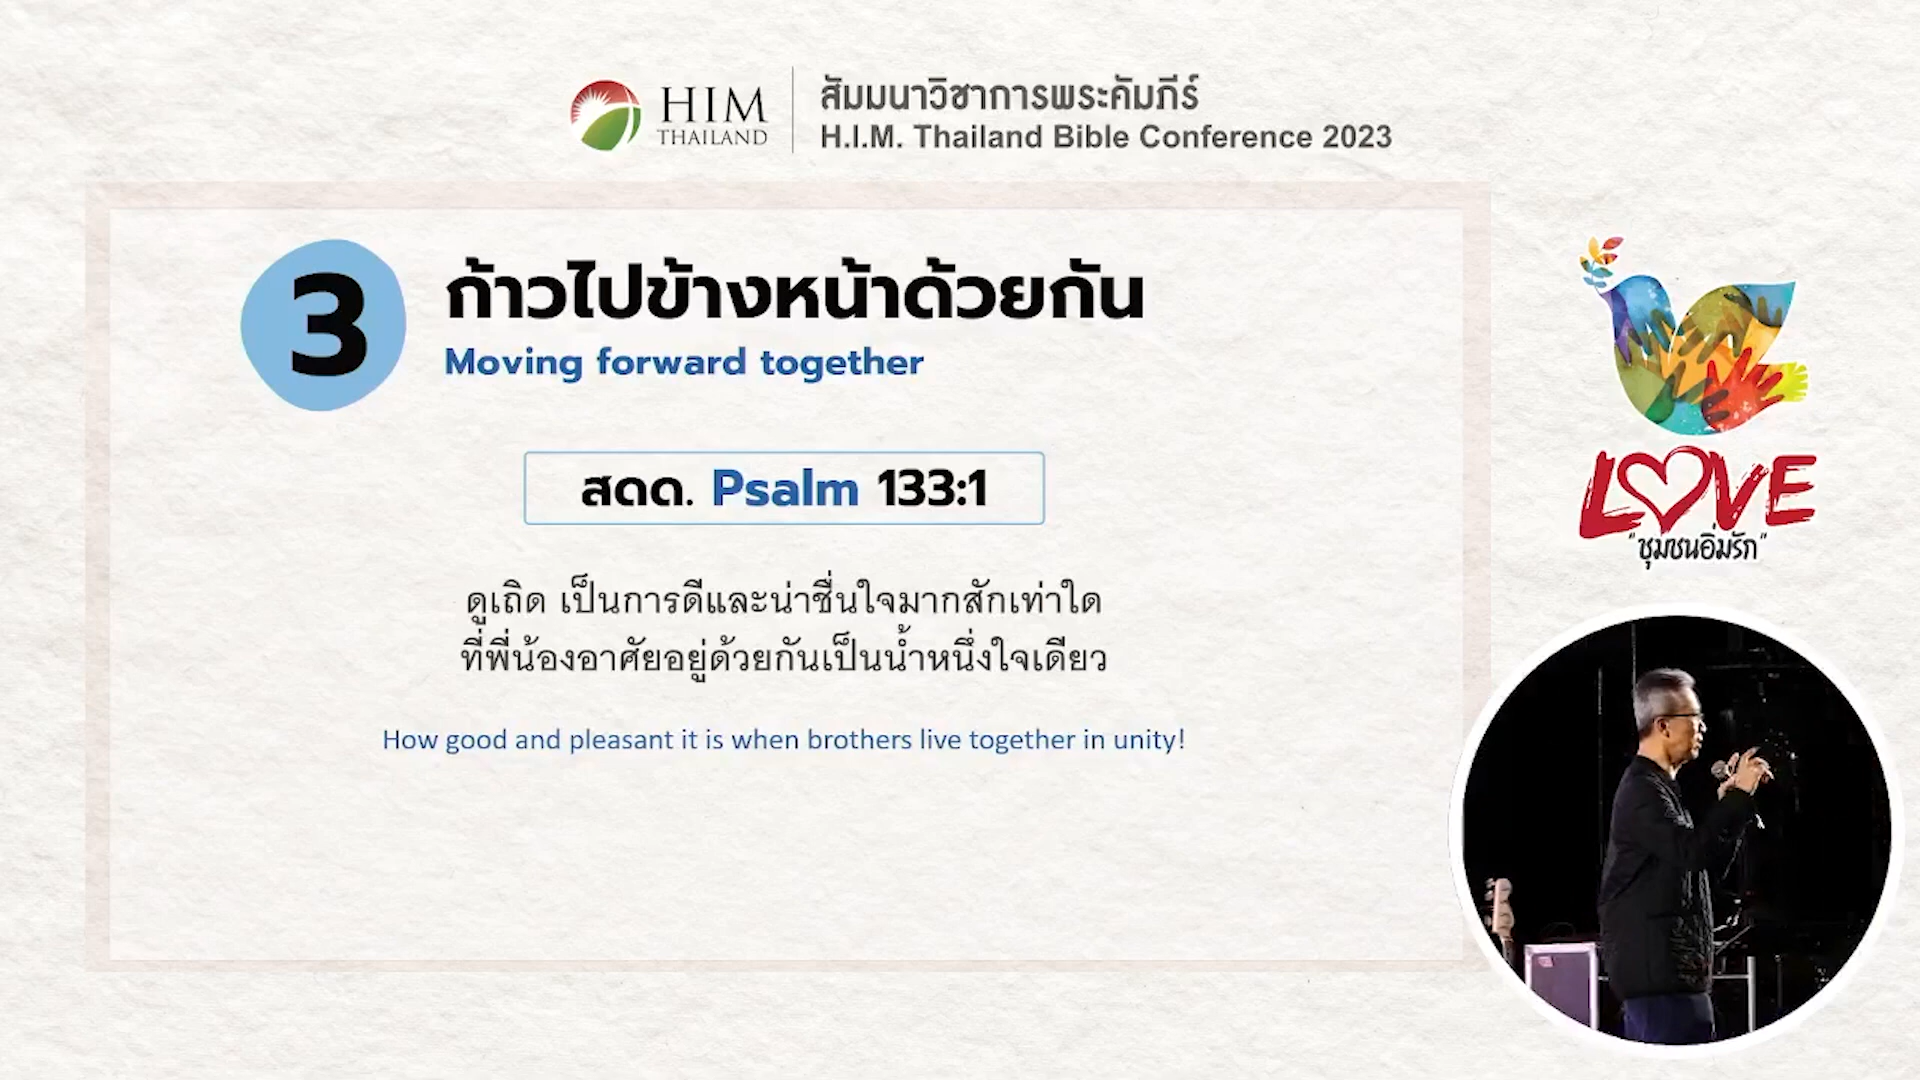 HIM
THAILAND
สัมมนาวิชาการพระคัมภีร์
H.I.M. Thailand Bible Conference 2023
3
ก้าวไปข้างหน้าด้วยกัน
Moving forward together
สดด. Psalm 133:1
ดูเถิด เป็นการดีและน่าชื่นใจมากสักเท่าใด
ที่พี่น้องอาศัยอยู่ด้วยกันเป็นน้ำหนึ่งใจเดียว
How good and pleasant it is when brothers live together in unity!
LOVE
"ชุมชนอิ่มรัก"